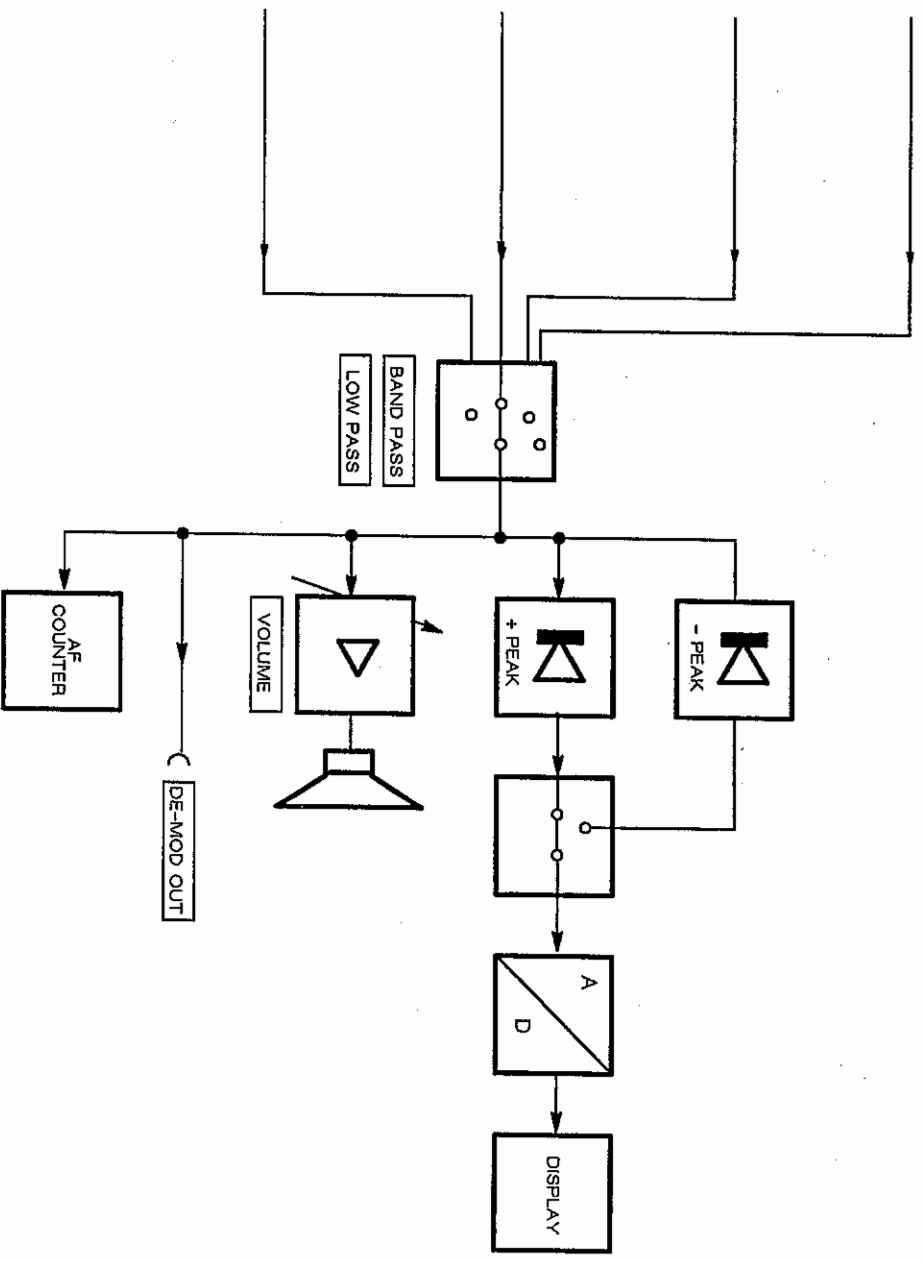 BAND PASS
LOW PASS
- PEAK
+ PEAK
VOLUME
AF
COUNTER
DE-MOD OUT
A
D
DISPLAY